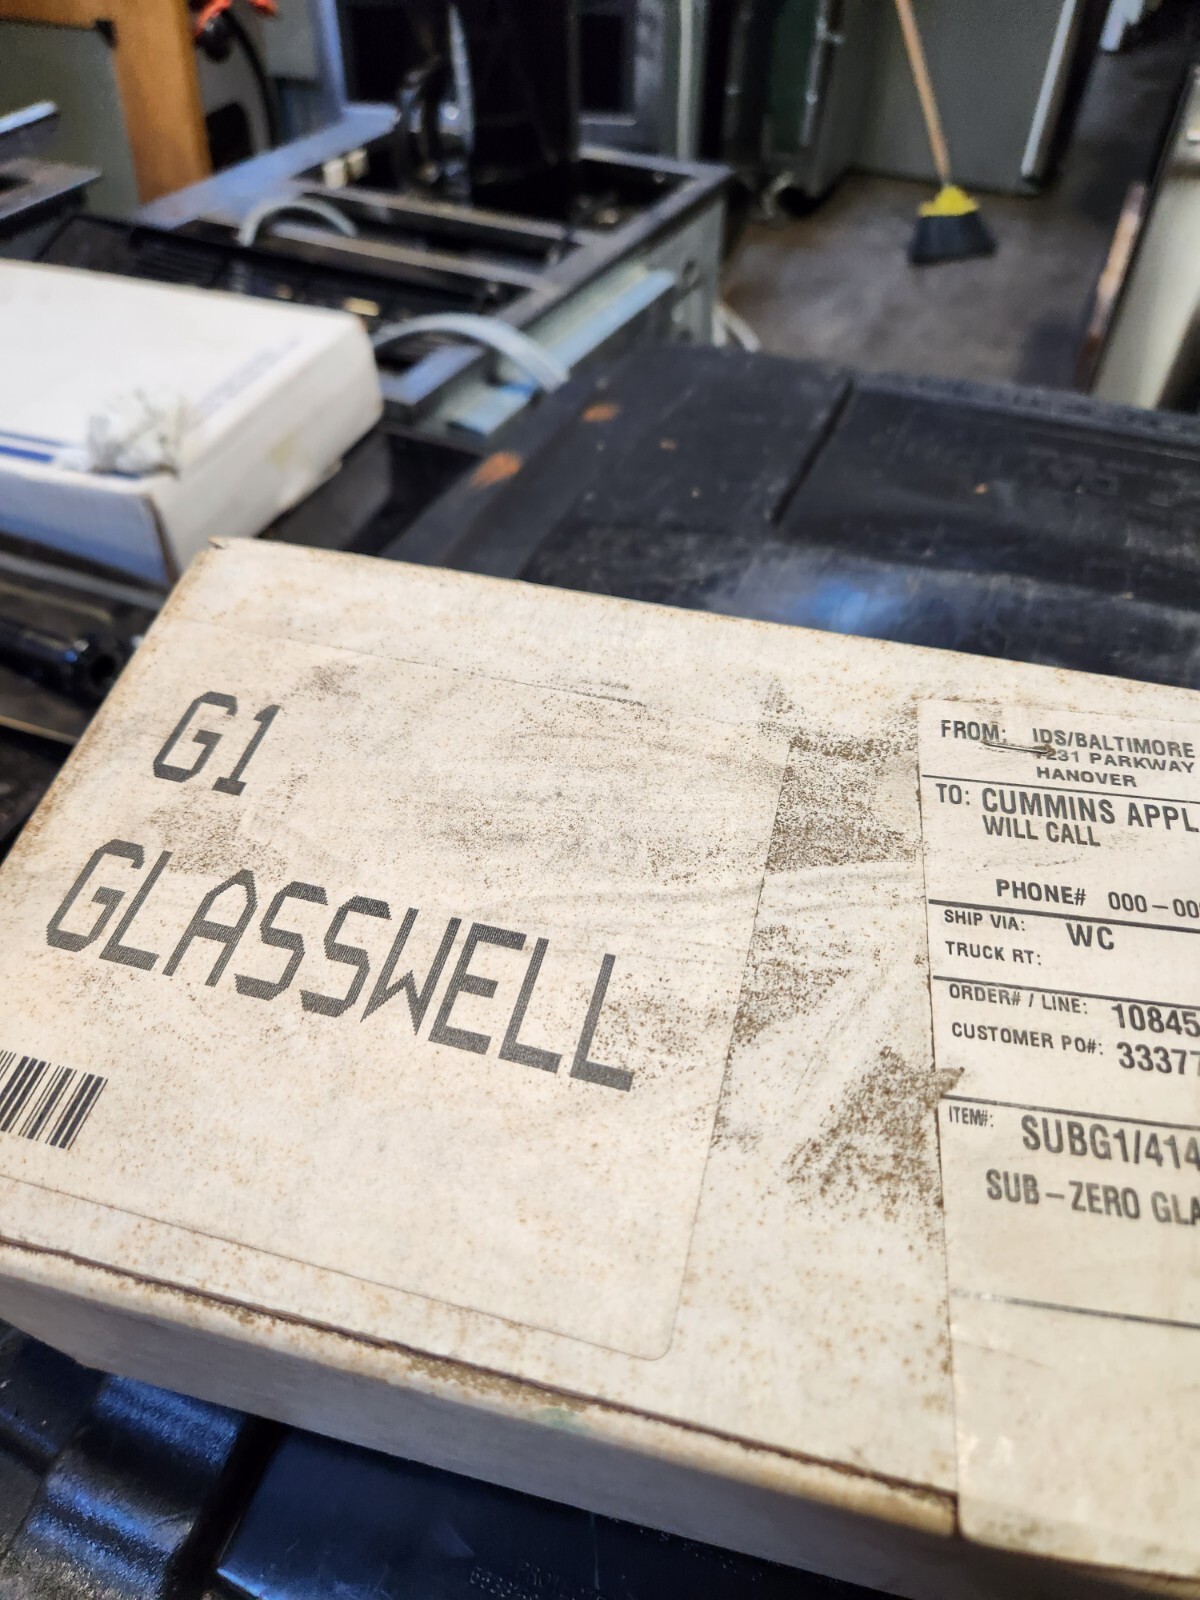 G1
GLASSWELL
FROM: IDS/BALTIMORE
7231 PARKWAY
HANOVER
TO: CUMMINS APPL
WILL CALL
PHONE# 000-00
SHIP VIA: WC
TRUCK RT:
ORDER# / LINE: 10845
CUSTOMER PO#: 33377
ITEM#: SUBG1/414
SUB-ZERO GLA